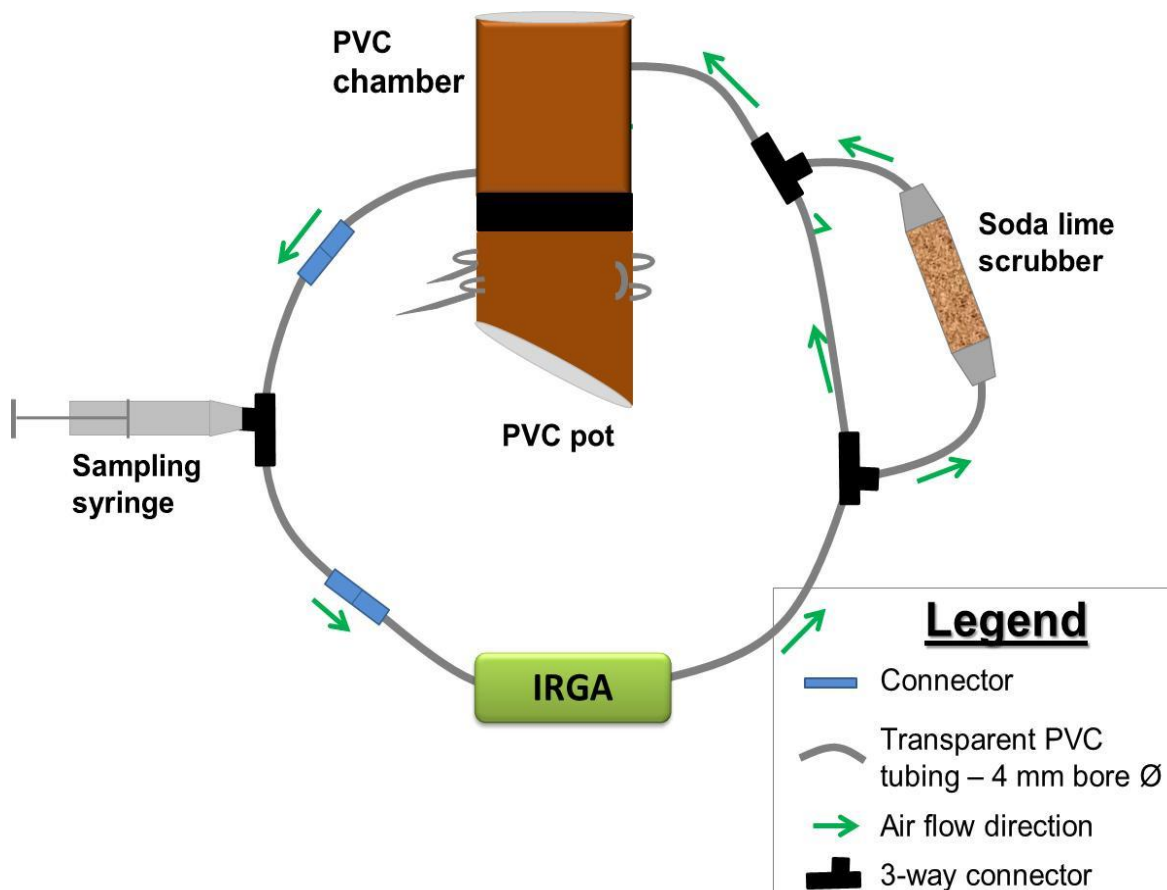 PVC
chamber
Soda lime
scrubber
PVC pot
Sampling
syringe
IRGA
Legend
Connector
Transparent PVC
tubing – 4 mm bore Ø
Air flow direction
3-way connector